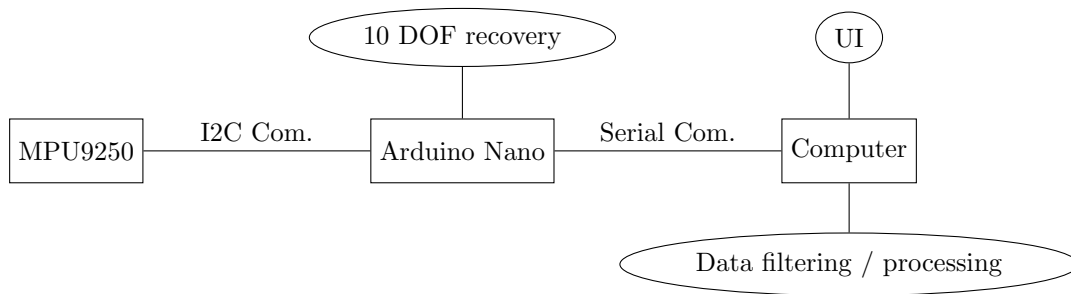 10 DOF recovery
UI
MPU9250
I2C Com.
Arduino Nano
Serial Com.
Computer
Data filtering / processing